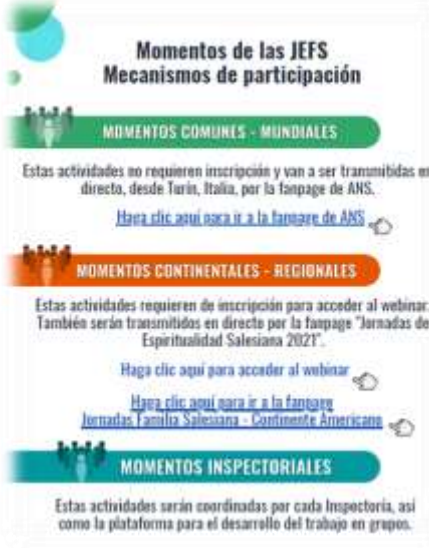 Momentos de las JEFS
Mecanismos de participación
MOMENTOS COMUNES - MUNDIALES
Estas actividades no requieren inscripción y van a ser transmitidas en
directo, desde Turín, Italia, por la fanpage de ANS.
Haga clic aquí para ir a la fanpage de ANS
MOMENTOS CONTINENTALES - REGIONALES
Estas actividades requieren de inscripción para acceder al webinar.
También serán transmitidos en directo por la fanpage "Jornadas de
Espiritualidad Salesiana 2021".
Haga clic aquí para acceder al webinar
Haga clic aquí para ir a la fanpage
Jornadas Familia Salesiana - Continente Americano
MOMENTOS INSPECTORIALES
Estas actividades serán coordinadas por cada Inspectoría, así
como la plataforma para el desarrollo del trabajo en grupos.